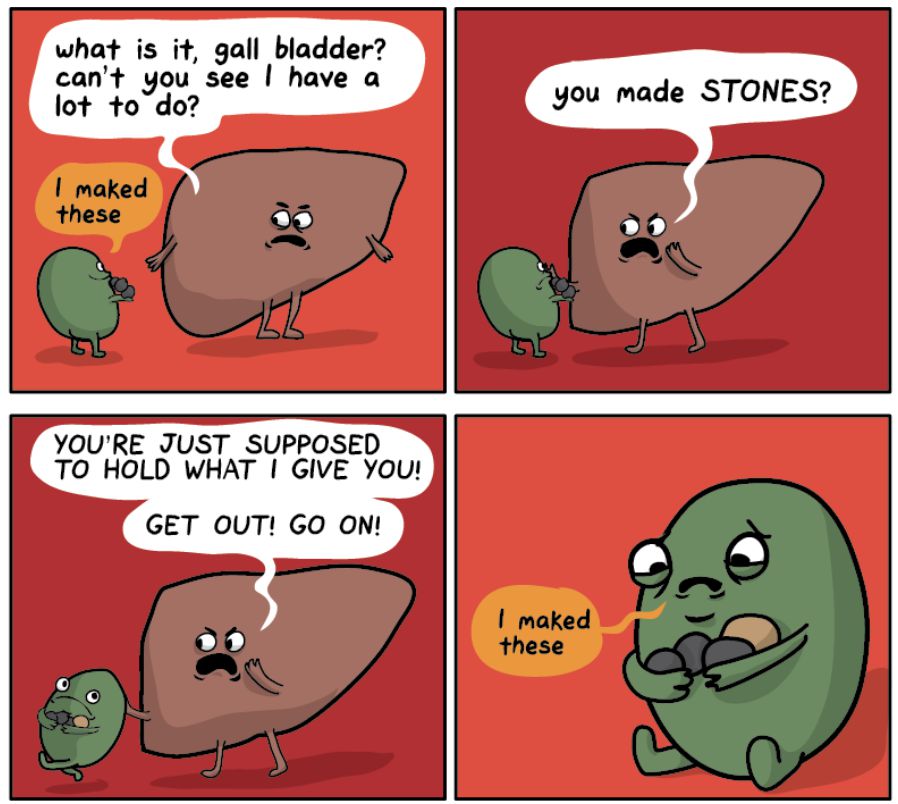 what is it, gall bladder?
can't you see I have a
lot to do?
I maked
these
you made STONES?
YOU'RE JUST SUPPOSED
TO HOLD WHAT I GIVE YOU!
GET OUT! GO ON!
I maked
these